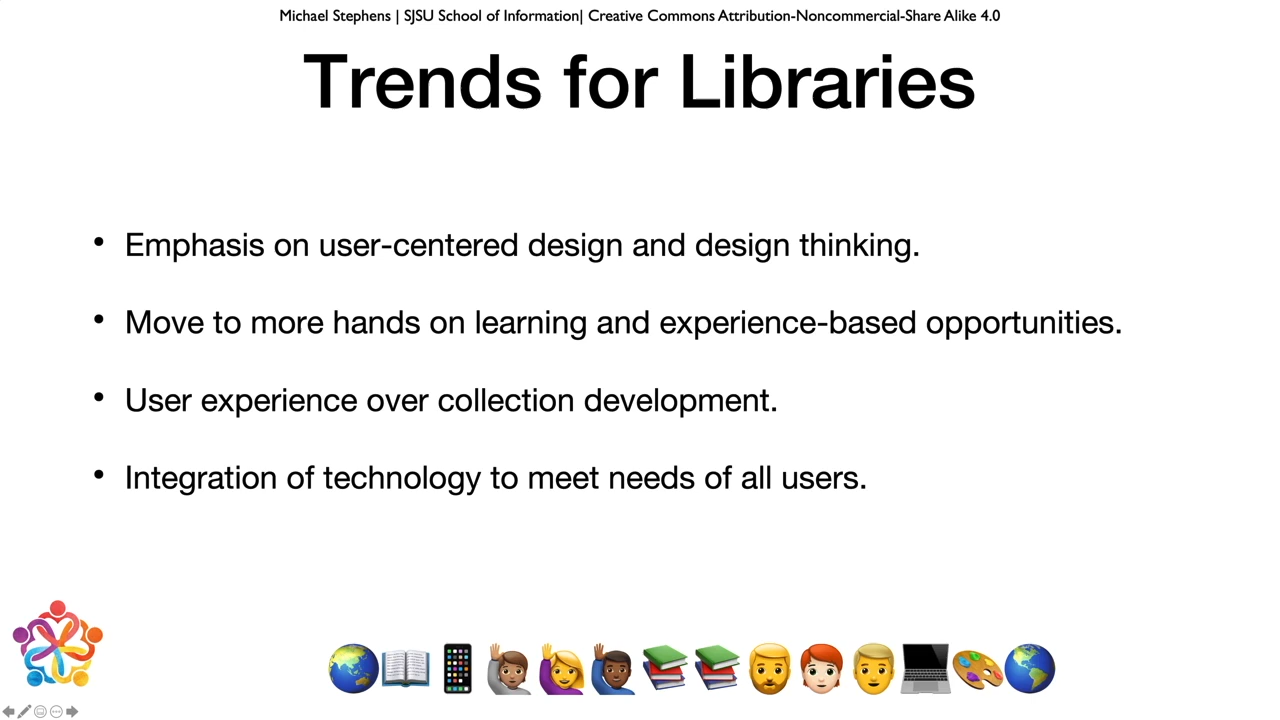 Michael Stephens | SJSU School of Information| Creative Commons Attribution-Noncommercial-Share Alike 4.0
Trends for Libraries
• Emphasis on user-centered design and design thinking.
• Move to more hands on learning and experience-based opportunities.
• User experience over collection development.
• Integration of technology to meet needs of all users.